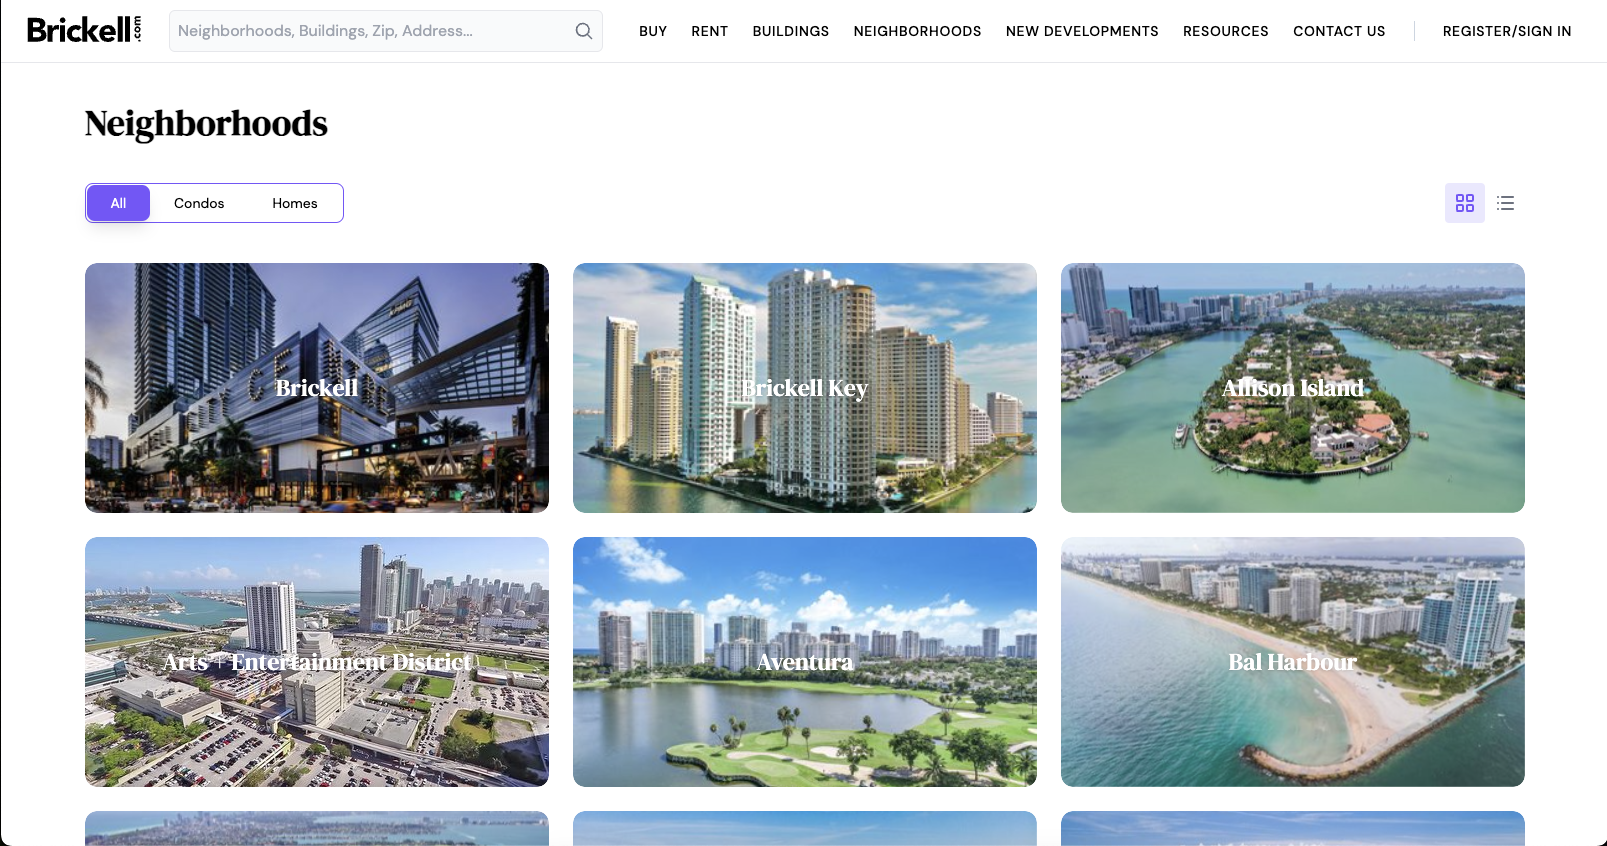 Brickell.com
Neighborhoods, Buildings, Zip, Address...
BUY
RENT
BUILDINGS
NEIGHBORHOODS
NEW DEVELOPMENTS
RESOURCES
CONTACT US
REGISTER/SIGN IN
Neighborhoods
All
Condos
Homes
Brickell
Brickell Key
Allison Island
Arts + Entertainment District
Aventura
Bal Harbour